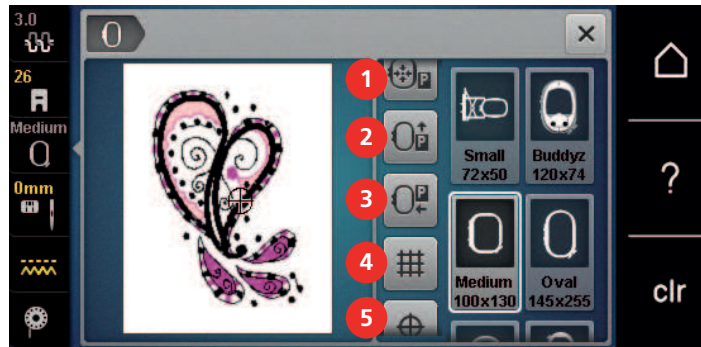 3.0
26
Medium
0mm
1
P
2
P
3
P
4
5
Small
72x50
Buddyz
120x74
Medium
100x130
Oval
145x255
?
clr